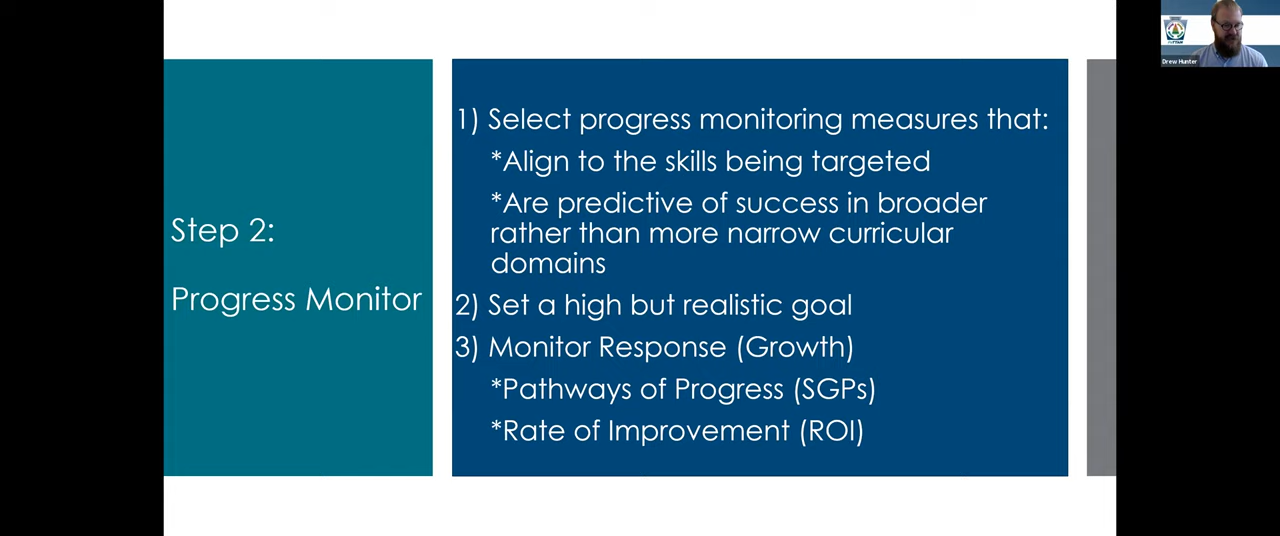 Step 2:
Progress Monitor
1) Select progress monitoring measures that:
*Align to the skills being targeted
*Are predictive of success in broader
rather than more narrow curricular
domains
2) Set a high but realistic goal
3) Monitor Response (Growth)
*Pathways of Progress (SGPs)
*Rate of Improvement (ROI)
Drew Hunter